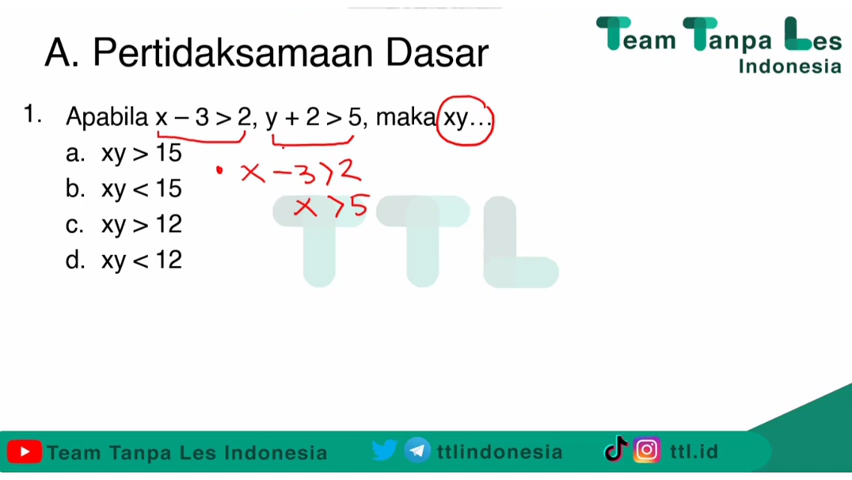 A. Pertidaksamaan Dasar
Team Tanpa Les
Indonesia
1. Apabila x – 3 > 2, y + 2 > 5, maka xy…
a. xy > 15
b. xy < 15
c. xy > 12
d. xy < 12
• x – 3 > 2
x > 5
TTL
Team Tanpa Les Indonesia
ttlindonesia
ttl.id